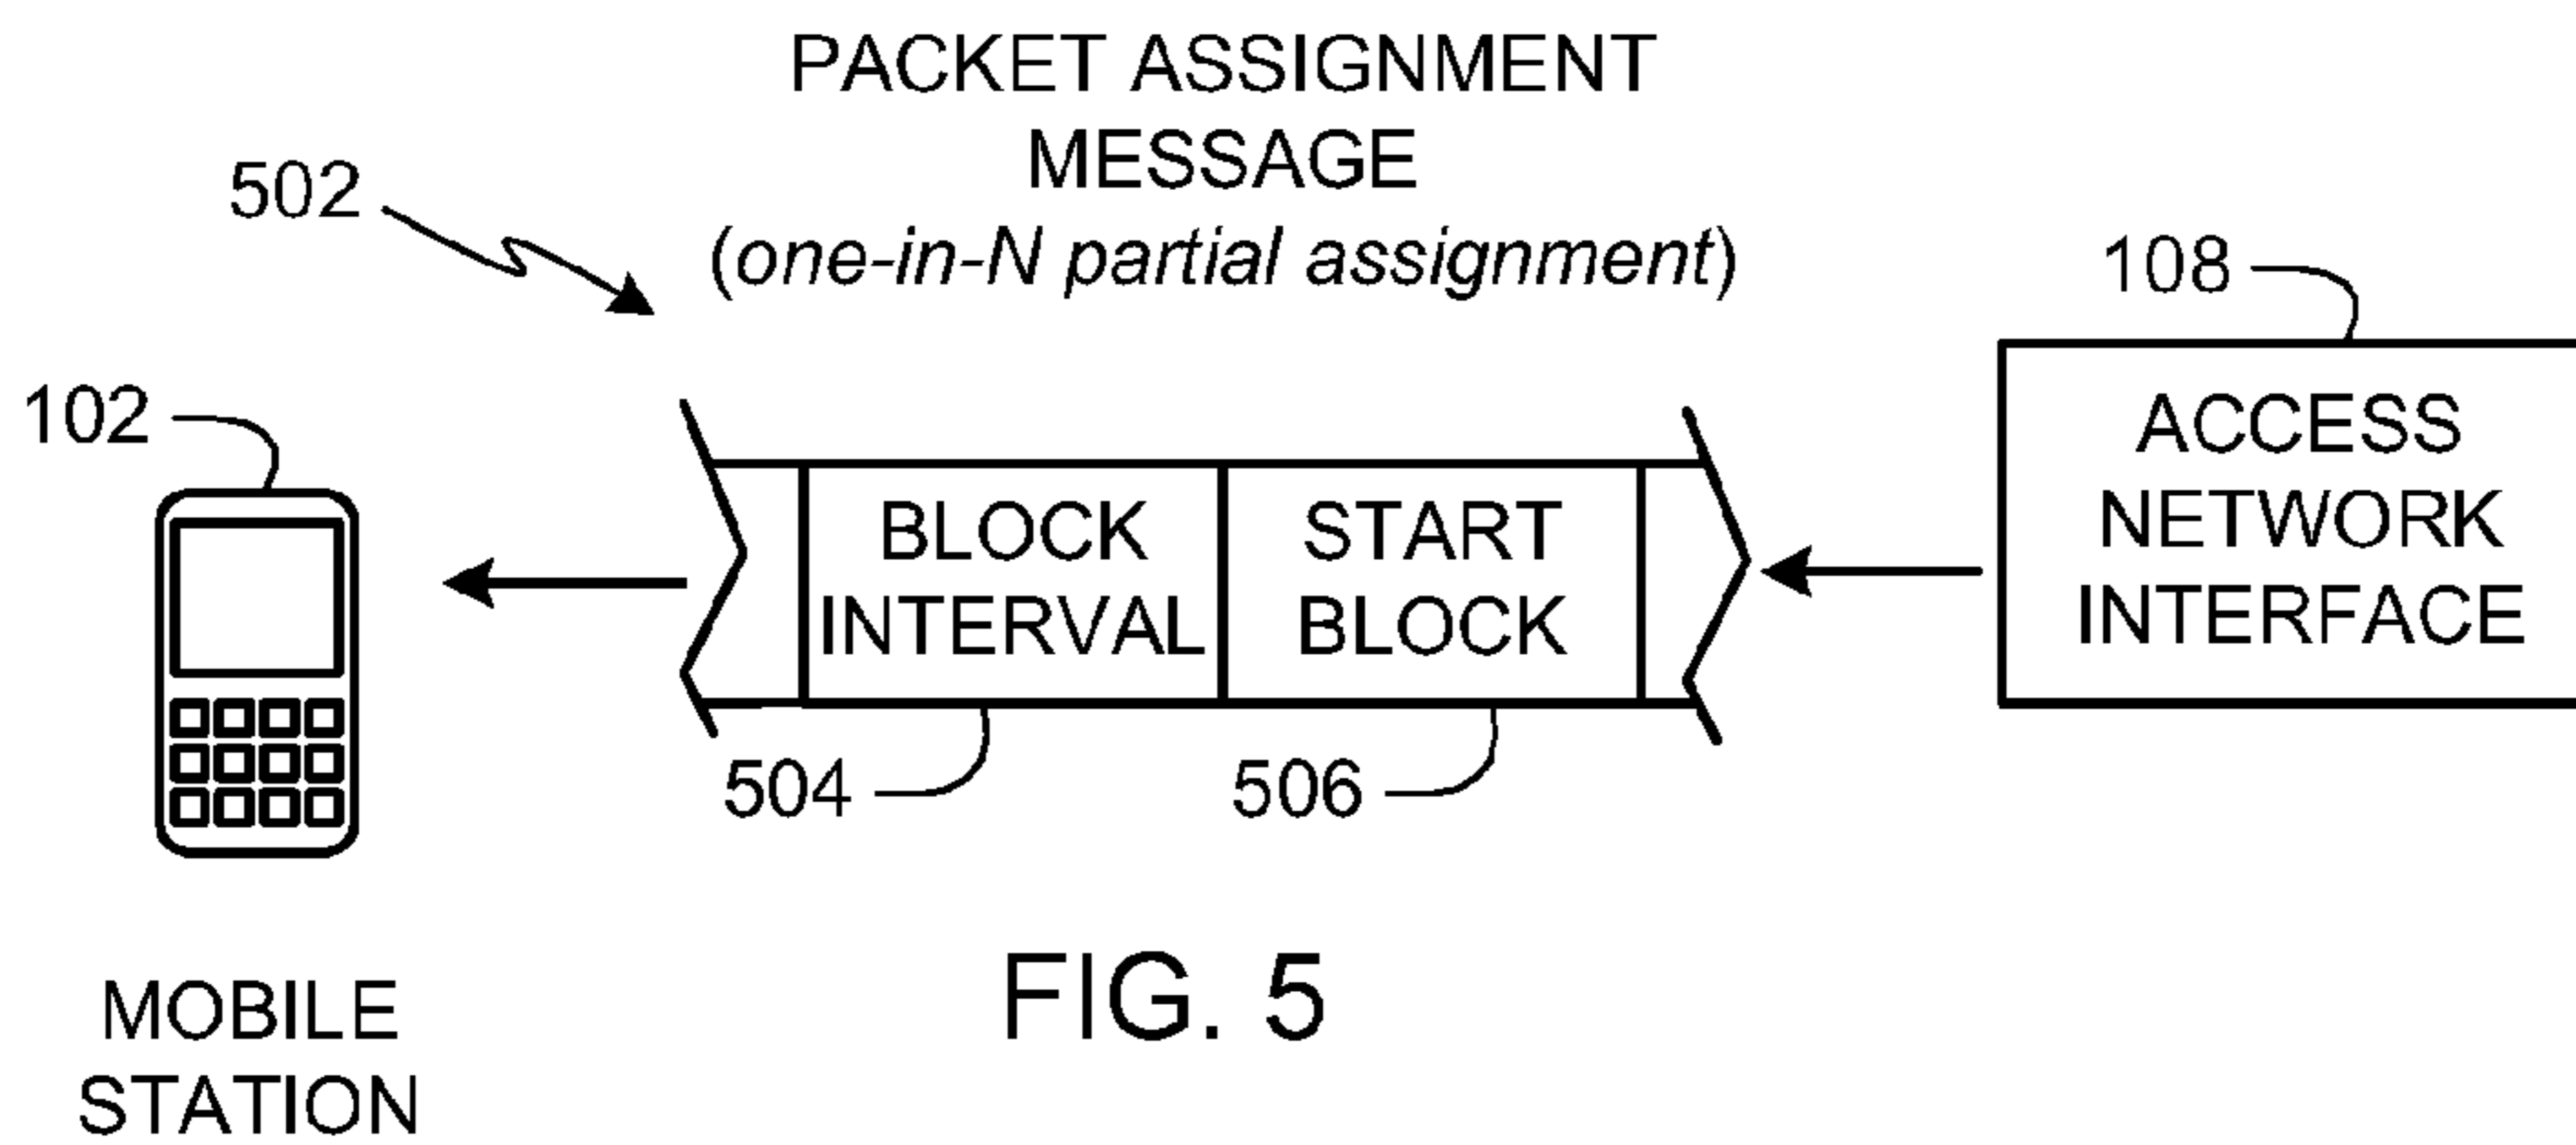 PACKET ASSIGNMENT
MESSAGE
(one-in-N partial assignment)
502
108
102
ACCESS
NETWORK
INTERFACE
BLOCK
INTERVAL
START
BLOCK
504
506
MOBILE
STATION
FIG. 5